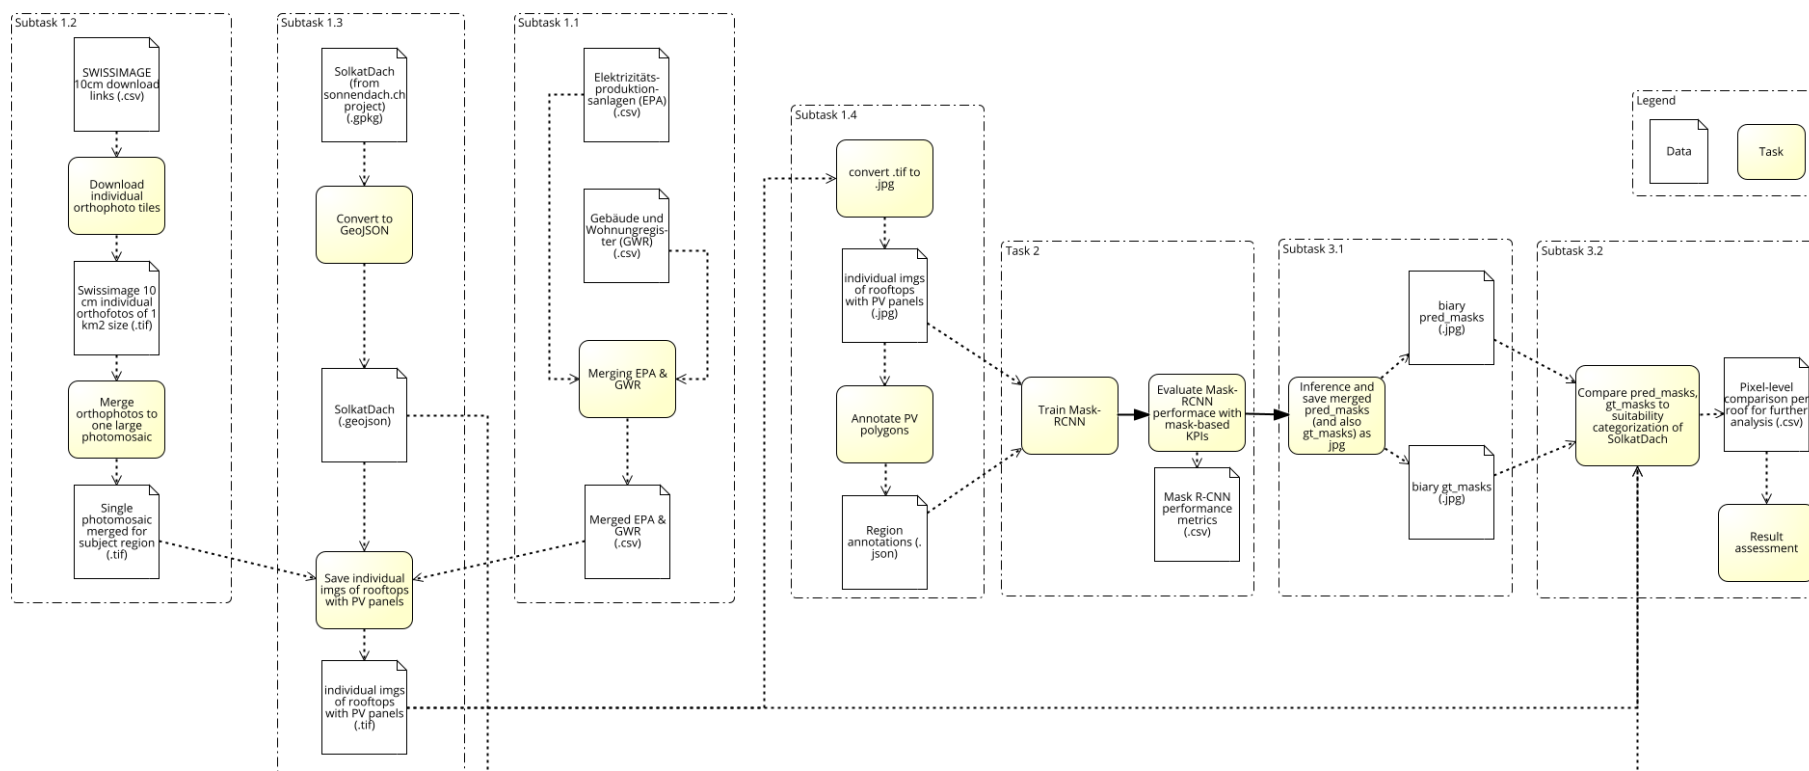 Subtask 1.2
SWISSIMAGE
10cm download
links (.csv)
Download
individual
orthophoto tiles
Swissimage 10
cm individual
orthofotos of 1
km2 size (.tif)
Merge
orthophotos to
one large
photomosaic
Single
photomosaic
merged for
subject region
(.tif)
Subtask 1.3
SolkatDach
(from
sonnendach.ch
project)
(.gpkg)
Convert to
GeoJSON
SolkatDach
(.geojson)
Save individual
imgs of rooftops
with PV panels
individual imgs
of rooftops
with PV panels
(.tif)
Subtask 1.1
Elektrizitäts-
produktion-
sanlagen (EPA)
(.csv)
Gebäude und
Wohnungregis-
ter (GWR)
(.csv)
Merging EPA &
GWR
Merged EPA &
GWR
(.csv)
Subtask 1.4
convert .tif to
.jpg
individual imgs
of rooftops
with PV panels
(.jpg)
Annotate PV
polygons
Region
annotations (.
json)
Task 2
Train Mask-
RCNN
Evaluate Mask-
RCNN
performace with
mask-based
KPIs
Mask R-CNN
performance
metrics
(.csv)
Subtask 3.1
Inference and
save merged
pred_masks
(and also
gt_masks) as
jpg
biary
pred_masks
(.jpg)
biary gt_masks
(.jpg)
Subtask 3.2
Compare pred_masks,
gt_masks to
suitability
categorization of
SolkatDach
Pixel-level
comparison per
roof for further
analysis (.csv)
Result
assessment
Legend
Data
Task